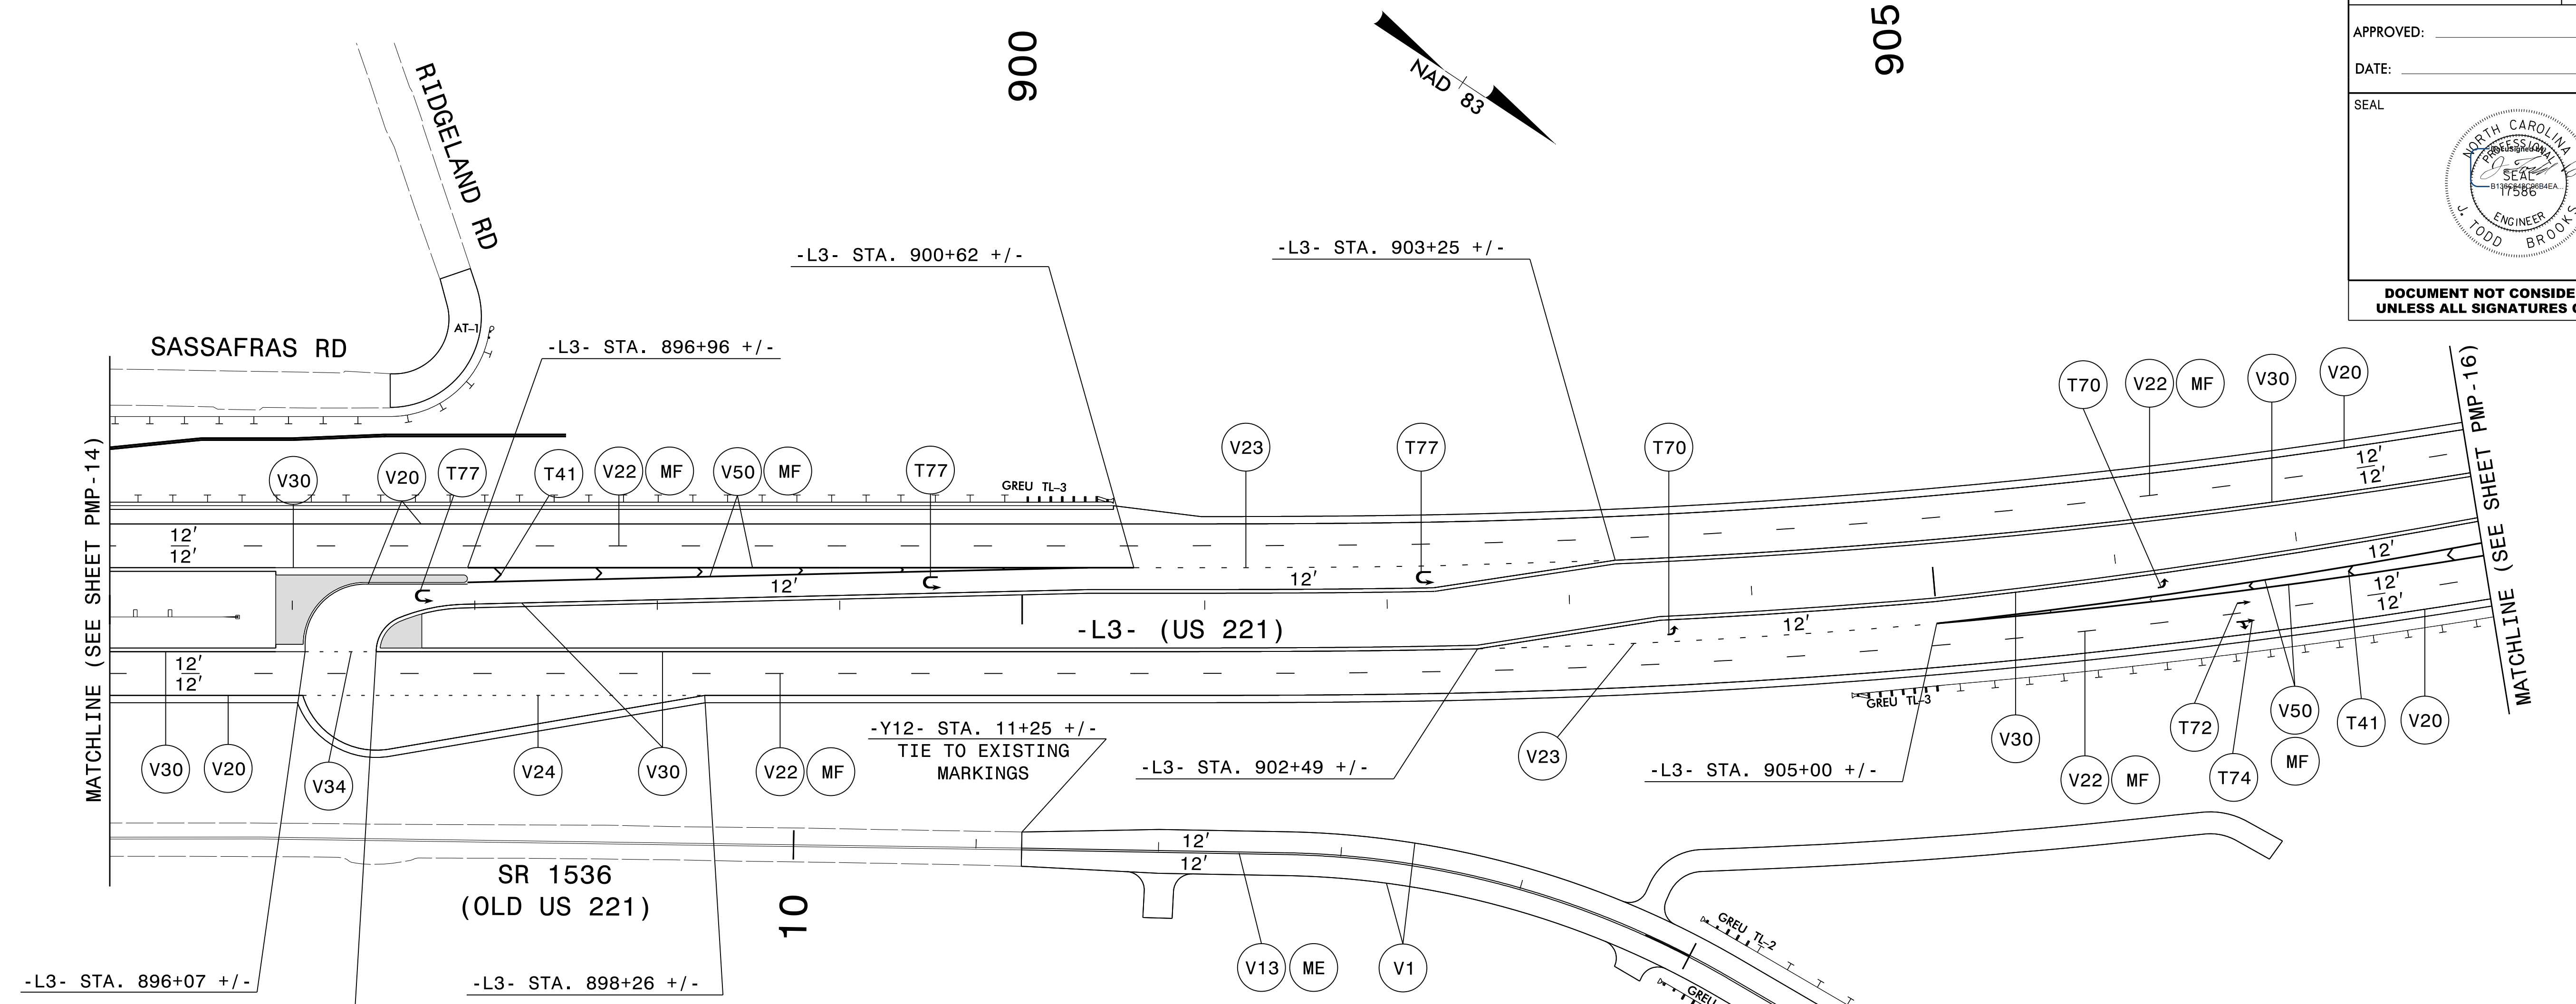 900
905
NAD 83
APPROVED:
DATE:
SEAL
NORTH CAROLINA
PROFESSIONAL
SEAL
17586
ENGINEER
J. TODD BROOKS
DOCUMENT NOT CONSIDE
UNLESS ALL SIGNATURES
RIDGELAND RD
SASSAFRAS RD
AT-1
-L3- STA. 900+62 +/-
-L3- STA. 903+25 +/-
-L3- STA. 896+96 +/-
MATCHLINE (SEE SHEET PMP-14)
MATCHLINE (SEE SHEET PMP-16)
T70
V22
MF
V30
V20
V30
V20
T77
T41
V22
MF
V50
MF
T77
GREU TL-3
V23
T77
T70
12'
12'
12'
12'
12'
12'
12'
12'
12'
12'
12'
12'
-L3- (US 221)
GREU TL-3
V30
V20
V34
V24
V30
V22
MF
-Y12- STA. 11+25 +/-
TIE TO EXISTING
MARKINGS
-L3- STA. 902+49 +/-
V23
-L3- STA. 905+00 +/-
V30
V22
MF
T72
T74
V50
MF
T41
V20
12'
12'
SR 1536
(OLD US 221)
10
GREU TL-2
-L3- STA. 896+07 +/-
-L3- STA. 898+26 +/-
V13
ME
V1
GREU